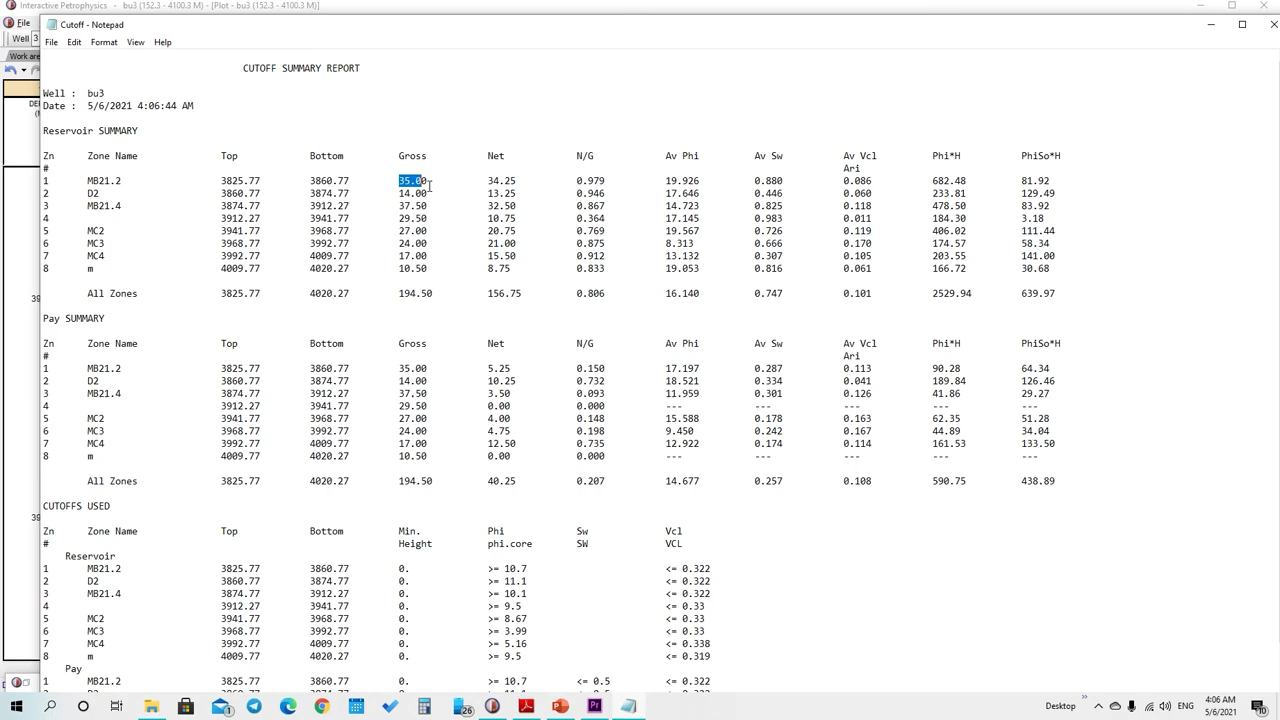 Interactive Petrophysics - bu3 (152.3 - 4100.3 M) - [Plot - bu3 (152.3 - 4100.3 M)]
File
Cutoff - Notepad
Well 3
File Edit Format View Help
Work are
CUTOFF SUMMARY REPORT
Well : bu3
Date : 5/6/2021 4:06:44 AM
Reservoir SUMMARY
Zn Zone Name Top Bottom Gross Net N/G Av Phi Av Sw Av Vcl Phi*H PhiSo*H
# Ari
1 MB21.2 3825.77 3860.77 35.00 34.25 0.979 19.926 0.880 0.086 682.48 81.92
2 D2 3860.77 3874.77 14.00 13.25 0.946 17.646 0.446 0.060 233.81 129.49
3 MB21.4 3874.77 3912.27 37.50 32.50 0.867 14.723 0.825 0.118 478.50 83.92
4 3912.27 3941.77 29.50 10.75 0.364 17.145 0.983 0.011 184.30 3.18
5 MC2 3941.77 3968.77 27.00 20.75 0.769 19.567 0.726 0.119 406.02 111.44
6 MC3 3968.77 3992.77 24.00 21.00 0.875 8.313 0.666 0.170 174.57 58.34
7 MC4 3992.77 4009.77 17.00 15.50 0.912 13.132 0.307 0.105 203.55 141.00
8 m 4009.77 4020.27 10.50 8.75 0.833 19.053 0.816 0.061 166.72 30.68
All Zones 3825.77 4020.27 194.50 156.75 0.806 16.140 0.747 0.101 2529.94 639.97
Pay SUMMARY
Zn Zone Name Top Bottom Gross Net N/G Av Phi Av Sw Av Vcl Phi*H PhiSo*H
# Ari
1 MB21.2 3825.77 3860.77 35.00 5.25 0.150 17.197 0.287 0.113 90.28 64.34
2 D2 3860.77 3874.77 14.00 10.25 0.732 18.521 0.334 0.041 189.84 126.46
3 MB21.4 3874.77 3912.27 37.50 3.50 0.093 11.959 0.301 0.126 41.86 29.27
4 3912.27 3941.77 29.50 0.00 0.000 --- --- --- --- ---
5 MC2 3941.77 3968.77 27.00 4.00 0.148 15.588 0.178 0.163 62.35 51.28
6 MC3 3968.77 3992.77 24.00 4.75 0.198 9.450 0.242 0.167 44.89 34.04
7 MC4 3992.77 4009.77 17.00 12.50 0.735 12.922 0.174 0.114 161.53 133.50
8 m 4009.77 4020.27 10.50 0.00 0.000 --- --- --- --- ---
All Zones 3825.77 4020.27 194.50 40.25 0.207 14.677 0.257 0.108 590.75 438.89
CUTOFFS USED
Zn Zone Name Top Bottom Min. Phi Sw Vcl
# Height phi.core SW VCL
Reservoir
1 MB21.2 3825.77 3860.77 0. >= 10.7 <= 0.322
2 D2 3860.77 3874.77 0. >= 11.1 <= 0.322
3 MB21.4 3874.77 3912.27 0. >= 10.1 <= 0.322
4 3912.27 3941.77 0. >= 9.5 <= 0.33
5 MC2 3941.77 3968.77 0. >= 8.67 <= 0.33
6 MC3 3968.77 3992.77 0. >= 3.99 <= 0.33
7 MC4 3992.77 4009.77 0. >= 5.16 <= 0.338
8 m 4009.77 4020.27 0. >= 9.5 <= 0.319
Pay
1 MB21.2 3825.77 3860.77 0. >= 10.7 <= 0.5 <= 0.322
DE
(M
39
39
1
26
Desktop
ENG
4:06 AM
5/6/2021
10